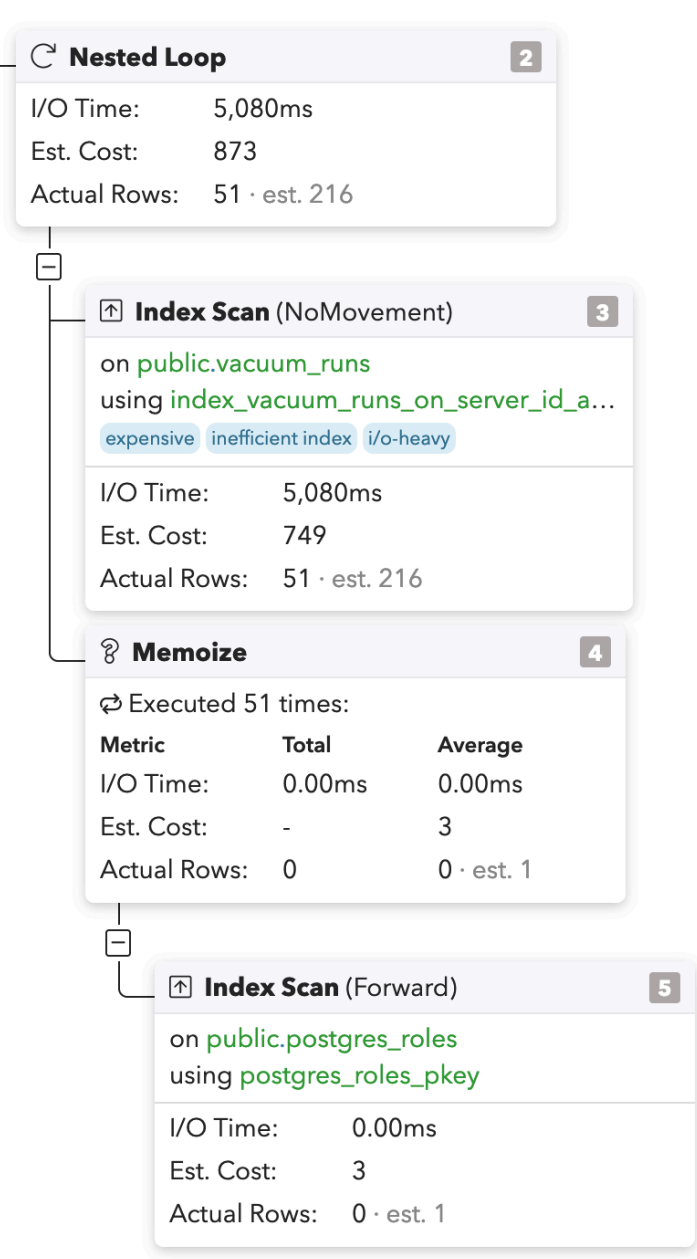 Nested Loop 2
I/O Time: 5,080ms
Est. Cost: 873
Actual Rows: 51 · est. 216
Index Scan (NoMovement) 3
on public.vacuum_runs
using index_vacuum_runs_on_server_id_a...
expensive inefficient index i/o-heavy
I/O Time: 5,080ms
Est. Cost: 749
Actual Rows: 51 · est. 216
Memoize 4
Executed 51 times:
Metric Total Average
I/O Time: 0.00ms 0.00ms
Est. Cost: - 3
Actual Rows: 0 0 · est. 1
Index Scan (Forward) 5
on public.postgres_roles
using postgres_roles_pkey
I/O Time: 0.00ms
Est. Cost: 3
Actual Rows: 0 · est. 1